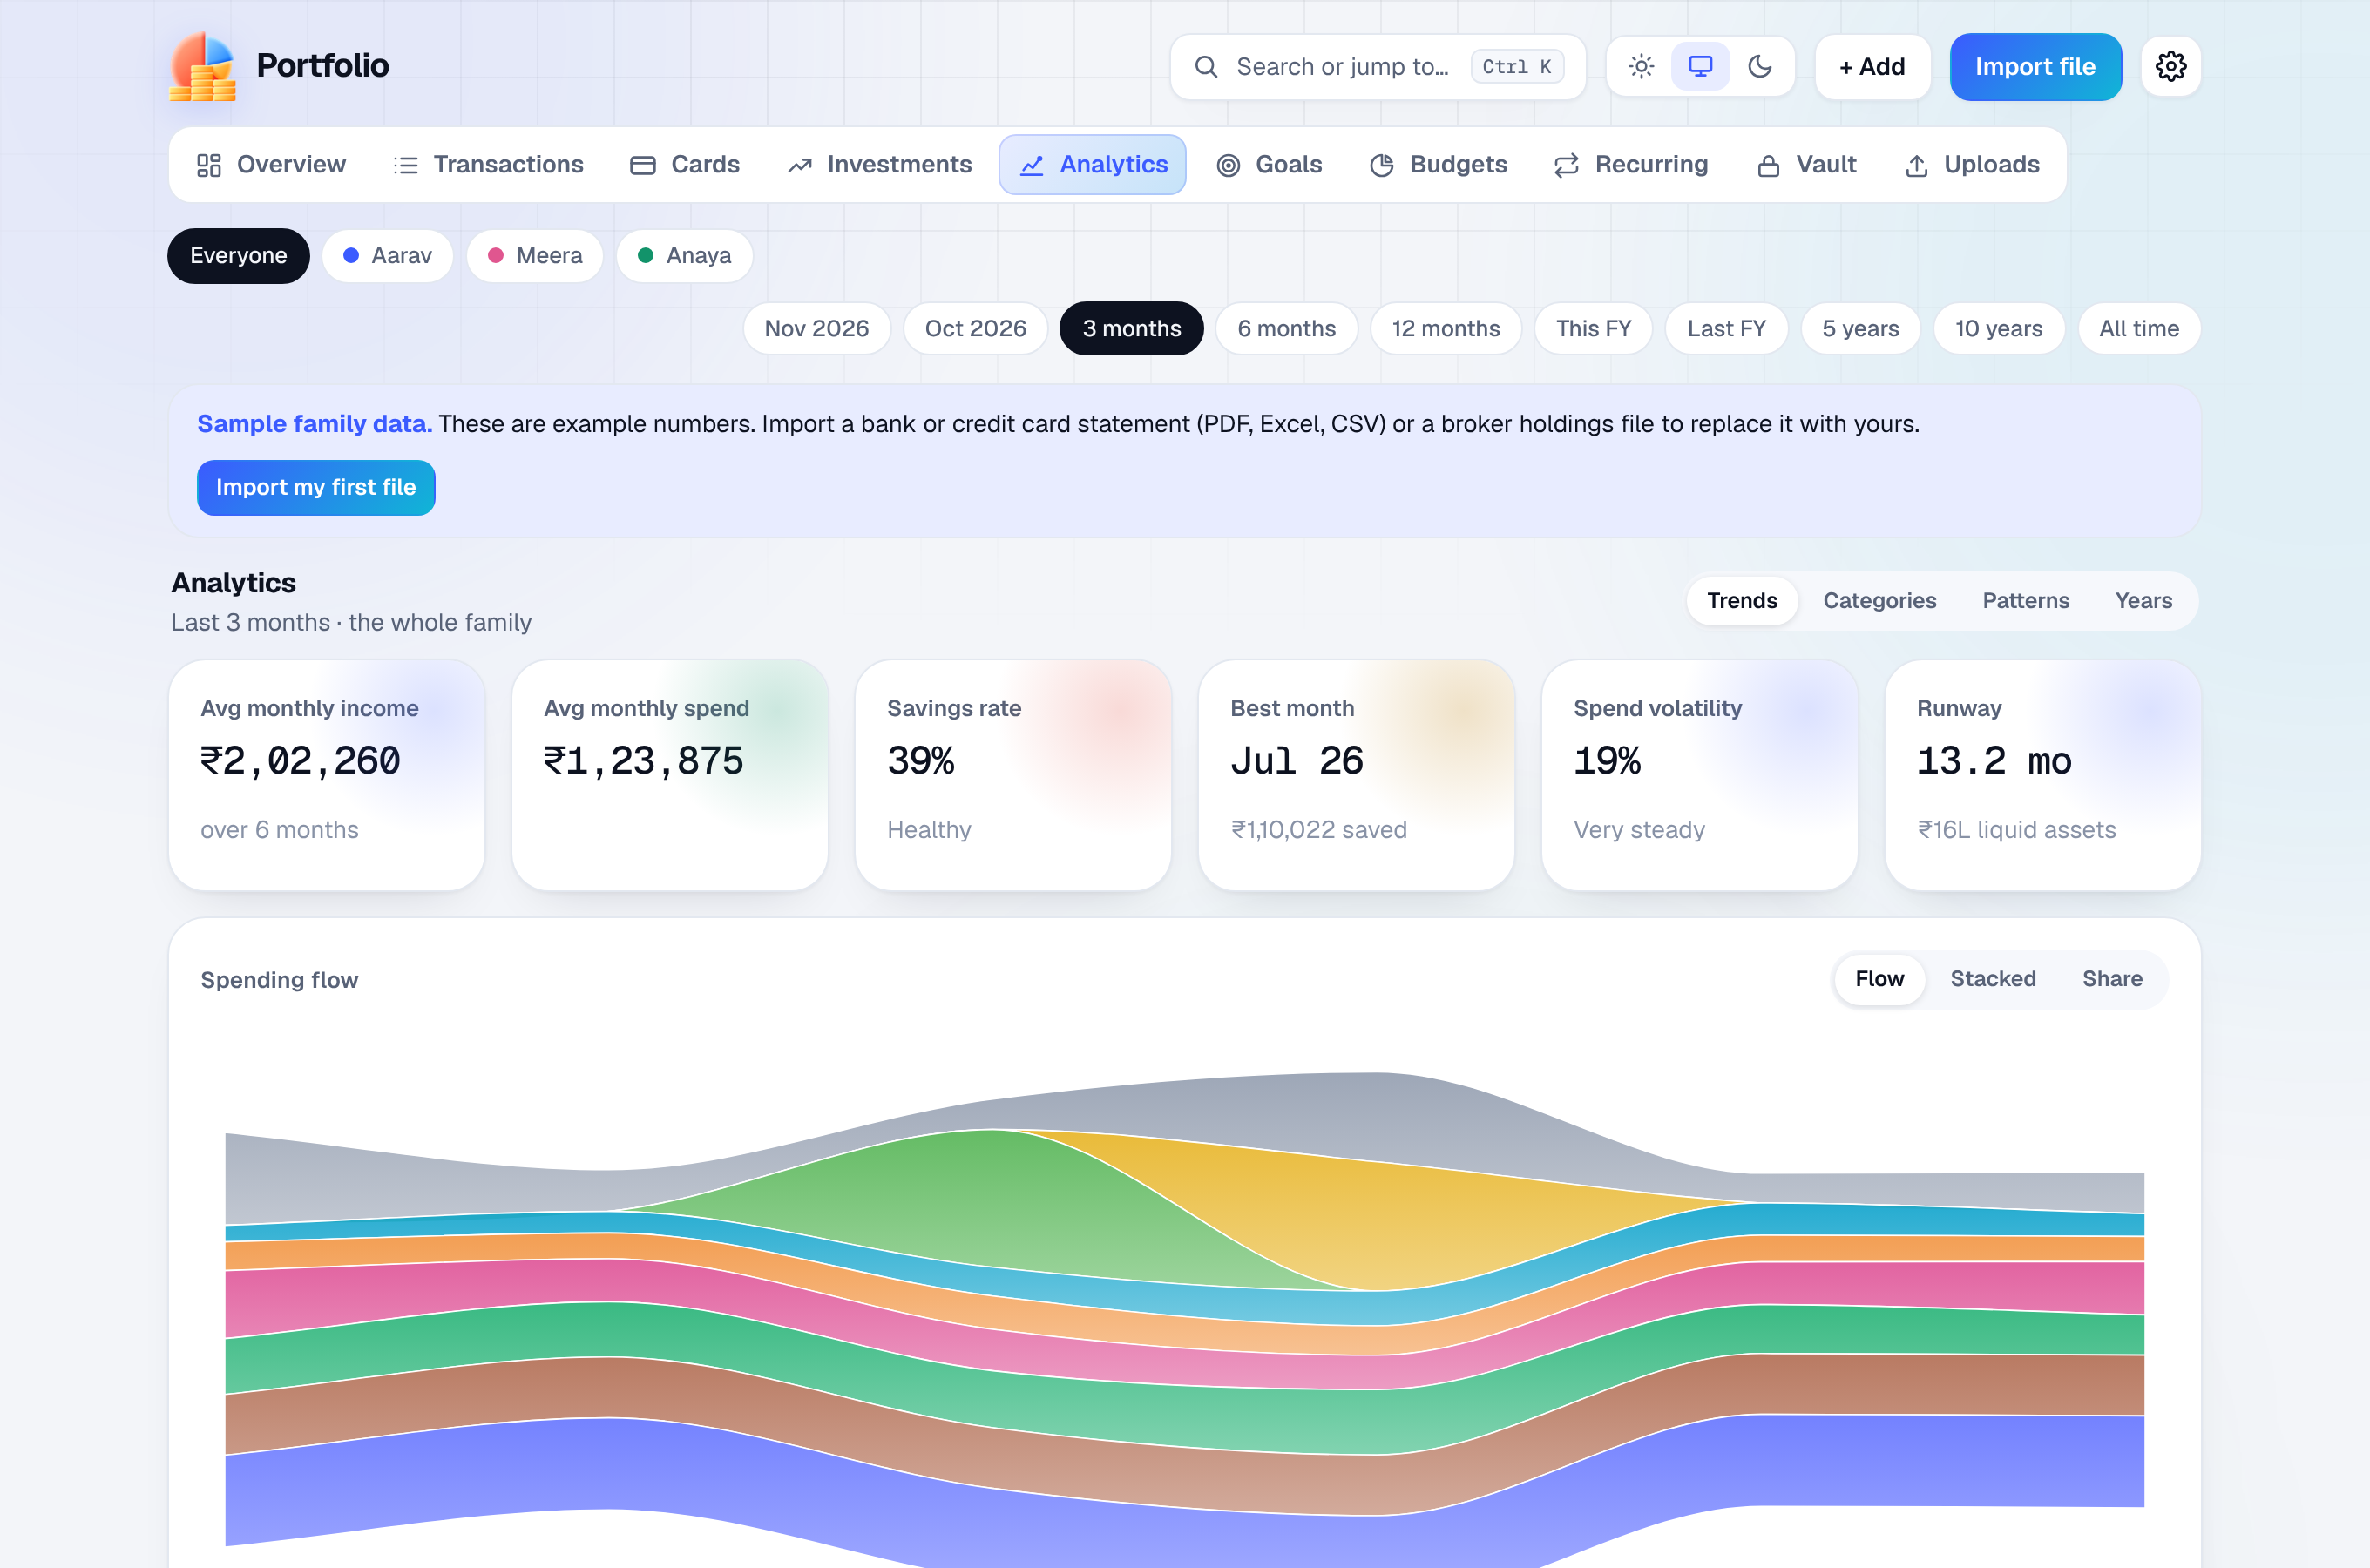 Portfolio
Search or jump to...
Ctrl K
+ Add
Import file
Overview
Transactions
Cards
Investments
Analytics
Goals
Budgets
Recurring
Vault
Uploads
Everyone
Aarav
Meera
Anaya
Nov 2026
Oct 2026
3 months
6 months
12 months
This FY
Last FY
5 years
10 years
All time
Sample family data. These are example numbers. Import a bank or credit card statement (PDF, Excel, CSV) or a broker holdings file to replace it with yours.
Import my first file
Analytics
Last 3 months · the whole family
Trends
Categories
Patterns
Years
Avg monthly income
₹2,02,260
over 6 months
Avg monthly spend
₹1,23,875
Savings rate
39%
Healthy
Best month
Jul 26
₹1,10,022 saved
Spend volatility
19%
Very steady
Runway
13.2 mo
₹16L liquid assets
Spending flow
Flow
Stacked
Share